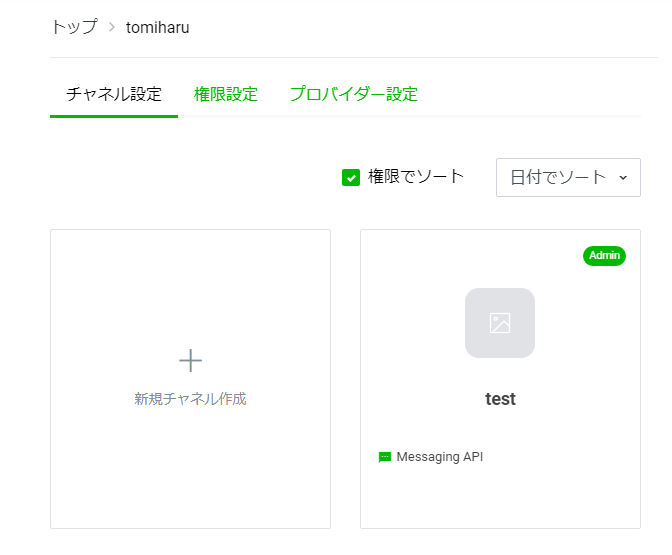 トップ > tomiharu
チャネル設定 権限設定 プロバイダー設定
権限でソート 日付でソート
Admin
新規チャネル作成
test
Messaging API